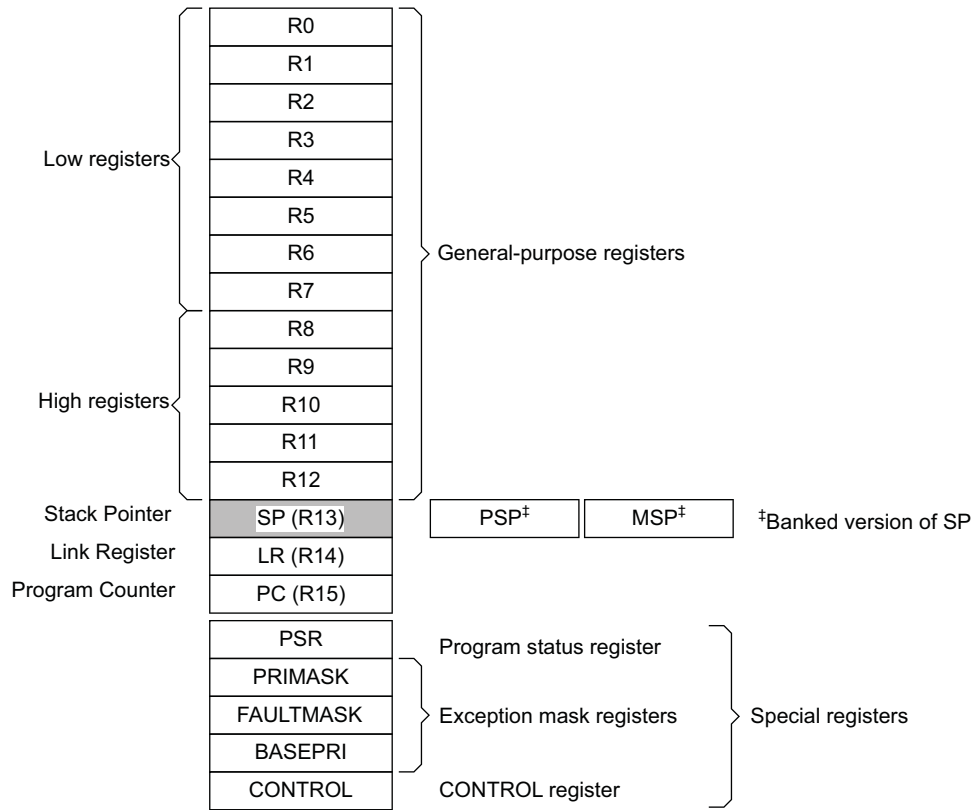 R0
R1
R2
R3
Low registers
R4
R5
R6
General-purpose registers
R7
R8
R9
High registers
R10
R11
R12
Stack Pointer
SP (R13)
PSP‡
MSP‡
‡Banked version of SP
Link Register
LR (R14)
Program Counter
PC (R15)
PSR
Program status register
PRIMASK
FAULTMASK
Exception mask registers
Special registers
BASEPRI
CONTROL
CONTROL register